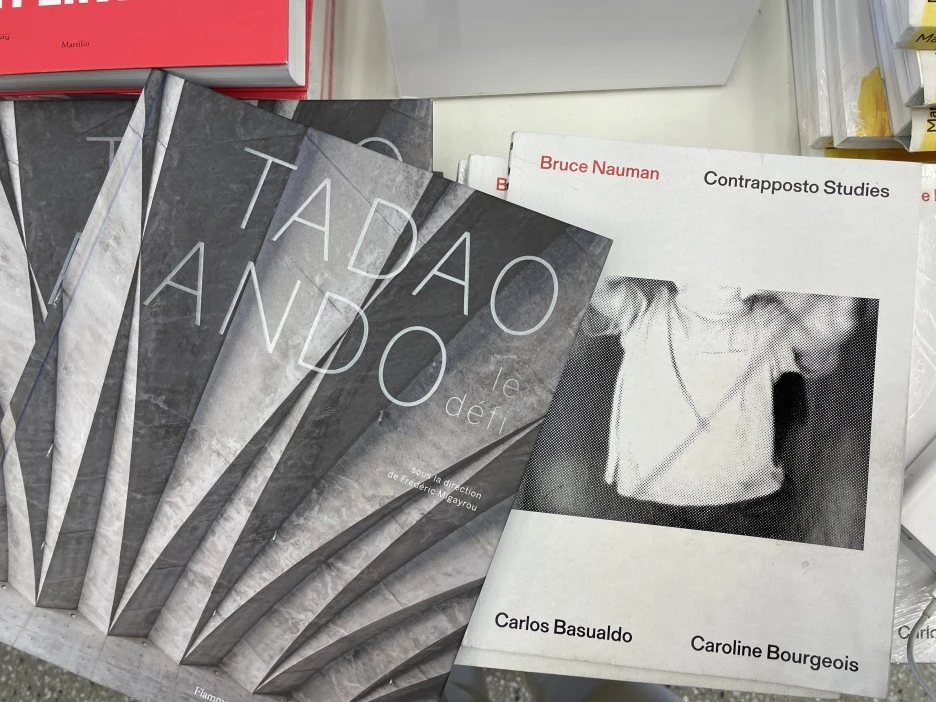 Marsilio
TADAO
ANDO
le
défi
sous la direction
de Frédéric Migayrou
Bruce Nauman
Contrapposto Studies
Carlos Basualdo
Caroline Bourgeois